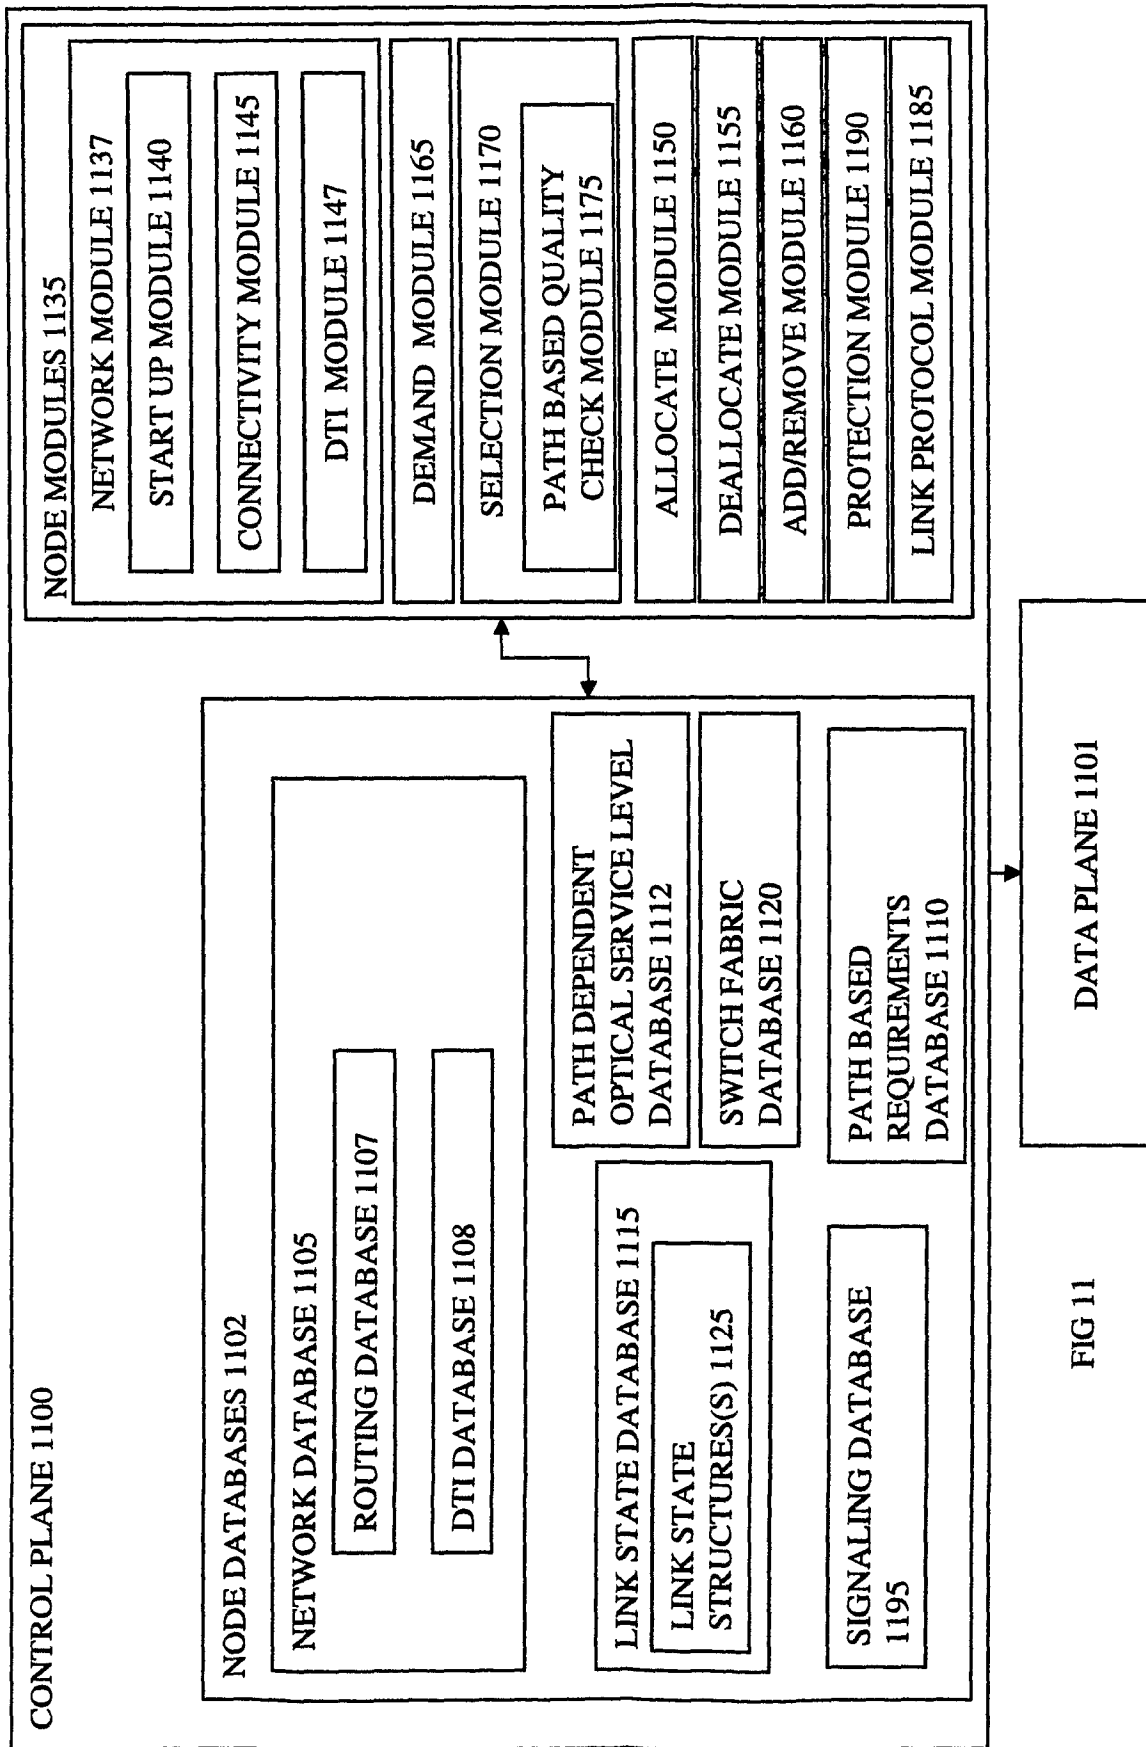 CONTROL PLANE 1100
NODE DATABASES 1102
NETWORK DATABASE 1105
ROUTING DATABASE 1107
DTI DATABASE 1108
LINK STATE DATABASE 1115
LINK STATE
STRUCTURES(S) 1125
SIGNALING DATABASE
1195
PATH DEPENDENT
OPTICAL SERVICE LEVEL
DATABASE 1112
SWITCH FABRIC
DATABASE 1120
PATH BASED
REQUIREMENTS
DATABASE 1110
NODE MODULES 1135
NETWORK MODULE 1137
START UP MODULE 1140
CONNECTIVITY MODULE 1145
DTI MODULE 1147
DEMAND MODULE 1165
SELECTION MODULE 1170
PATH BASED QUALITY
CHECK MODULE 1175
ALLOCATE MODULE 1150
DEALLOCATE MODULE 1155
ADD/REMOVE MODULE 1160
PROTECTION MODULE 1190
LINK PROTOCOL MODULE 1185
DATA PLANE 1101
FIG 11